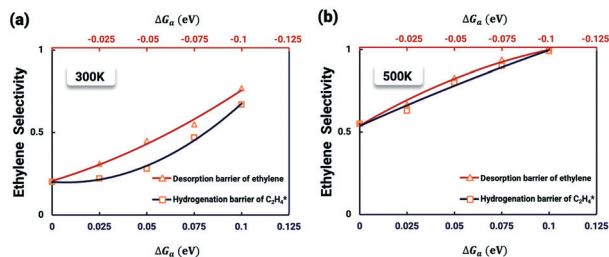 (a)
ΔG_a (eV)
-0.025 -0.05 -0.075 -0.1 -0.125
1
300K
Ethylene Selectivity
0.5
Desorption barrier of ethylene
Hydrogenation barrier of C₂H₄*
0
0 0.025 0.05 0.075 0.1 0.125
ΔG_a (eV)
(b)
ΔG_a (eV)
-0.025 -0.05 -0.075 -0.1 -0.125
1
500K
Ethylene Selectivity
0.5
Desorption barrier of ethylene
Hydrogenation barrier of C₂H₄*
0
0 0.025 0.05 0.075 0.1 0.125
ΔG_a (eV)